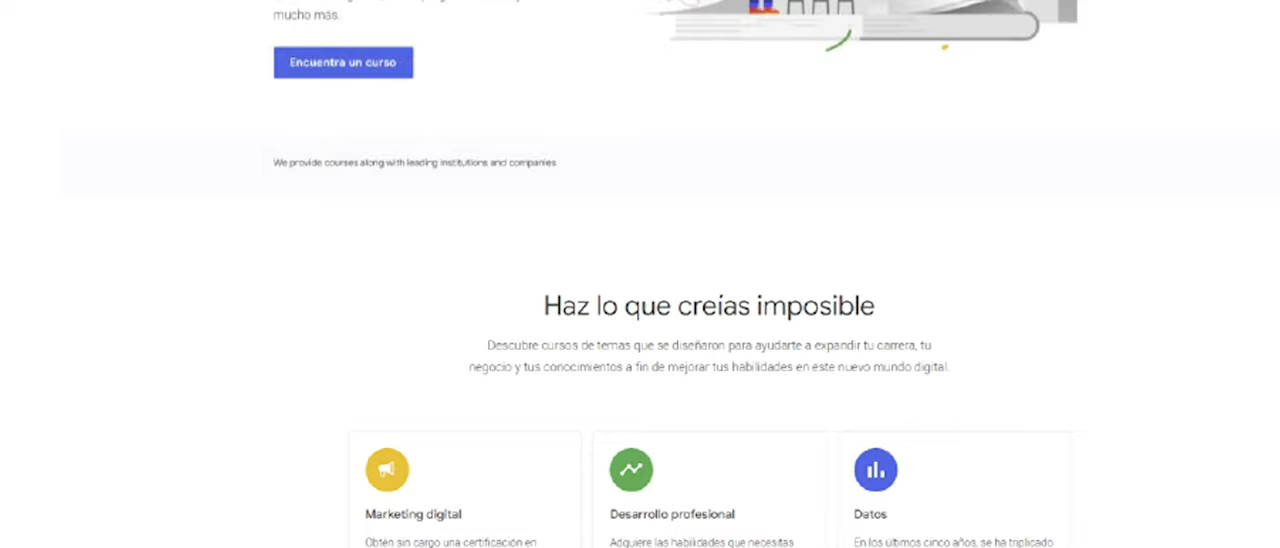 mucho más.
Encuentra un curso
We provide courses along with leading institutions and companies
Haz lo que creías imposible
Descubre cursos de temas que se diseñaron para ayudarte a expandir tu carrera, tu
negocio y tus conocimientos a fin de mejorar tus habilidades en este nuevo mundo digital.
Marketing digital
Desarrollo profesional
Datos
Obtén sin cargo una certificación en
Adquiere las habilidades que necesitas
En los últimos cinco años, se ha triplicado